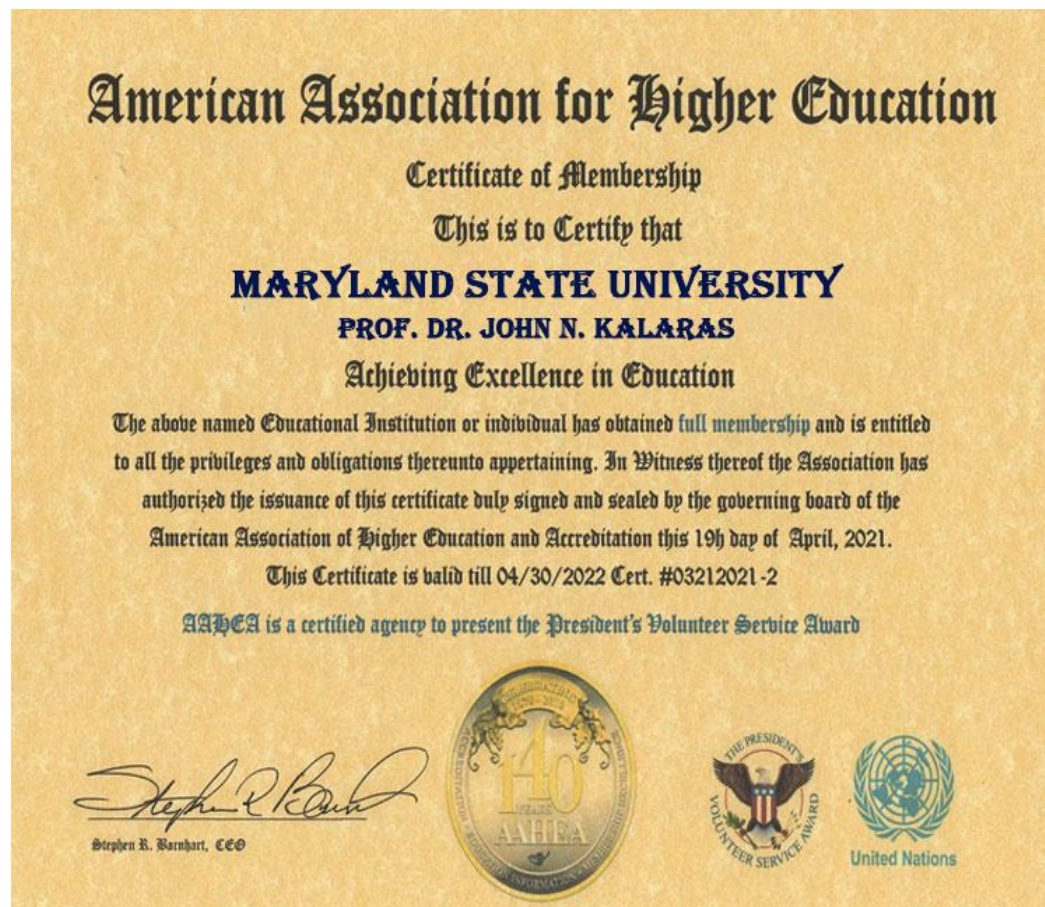 American Association for Higher Education
Certificate of Membership
This is to Certify that
MARYLAND STATE UNIVERSITY
PROF. DR. JOHN N. KALARAS
Achieving Excellence in Education
The above named Educational Institution or individual has obtained full membership and is entitled
to all the privileges and obligations thereunto appertaining. In Witness thereof the Association has
authorized the issuance of this certificate duly signed and sealed by the governing board of the
American Association of Higher Education and Accreditation this 19h day of April, 2021.
This Certificate is valid till 04/30/2022 Cert. #03212021-2
AAHEA is a certified agency to present the President's Volunteer Service Award
140
YEARS
AAHEA
ACCREDITATION
THE PRESIDENT'S
VOLUNTEER SERVICE AWARD
United Nations
Stephen R. Barnhart, CEO